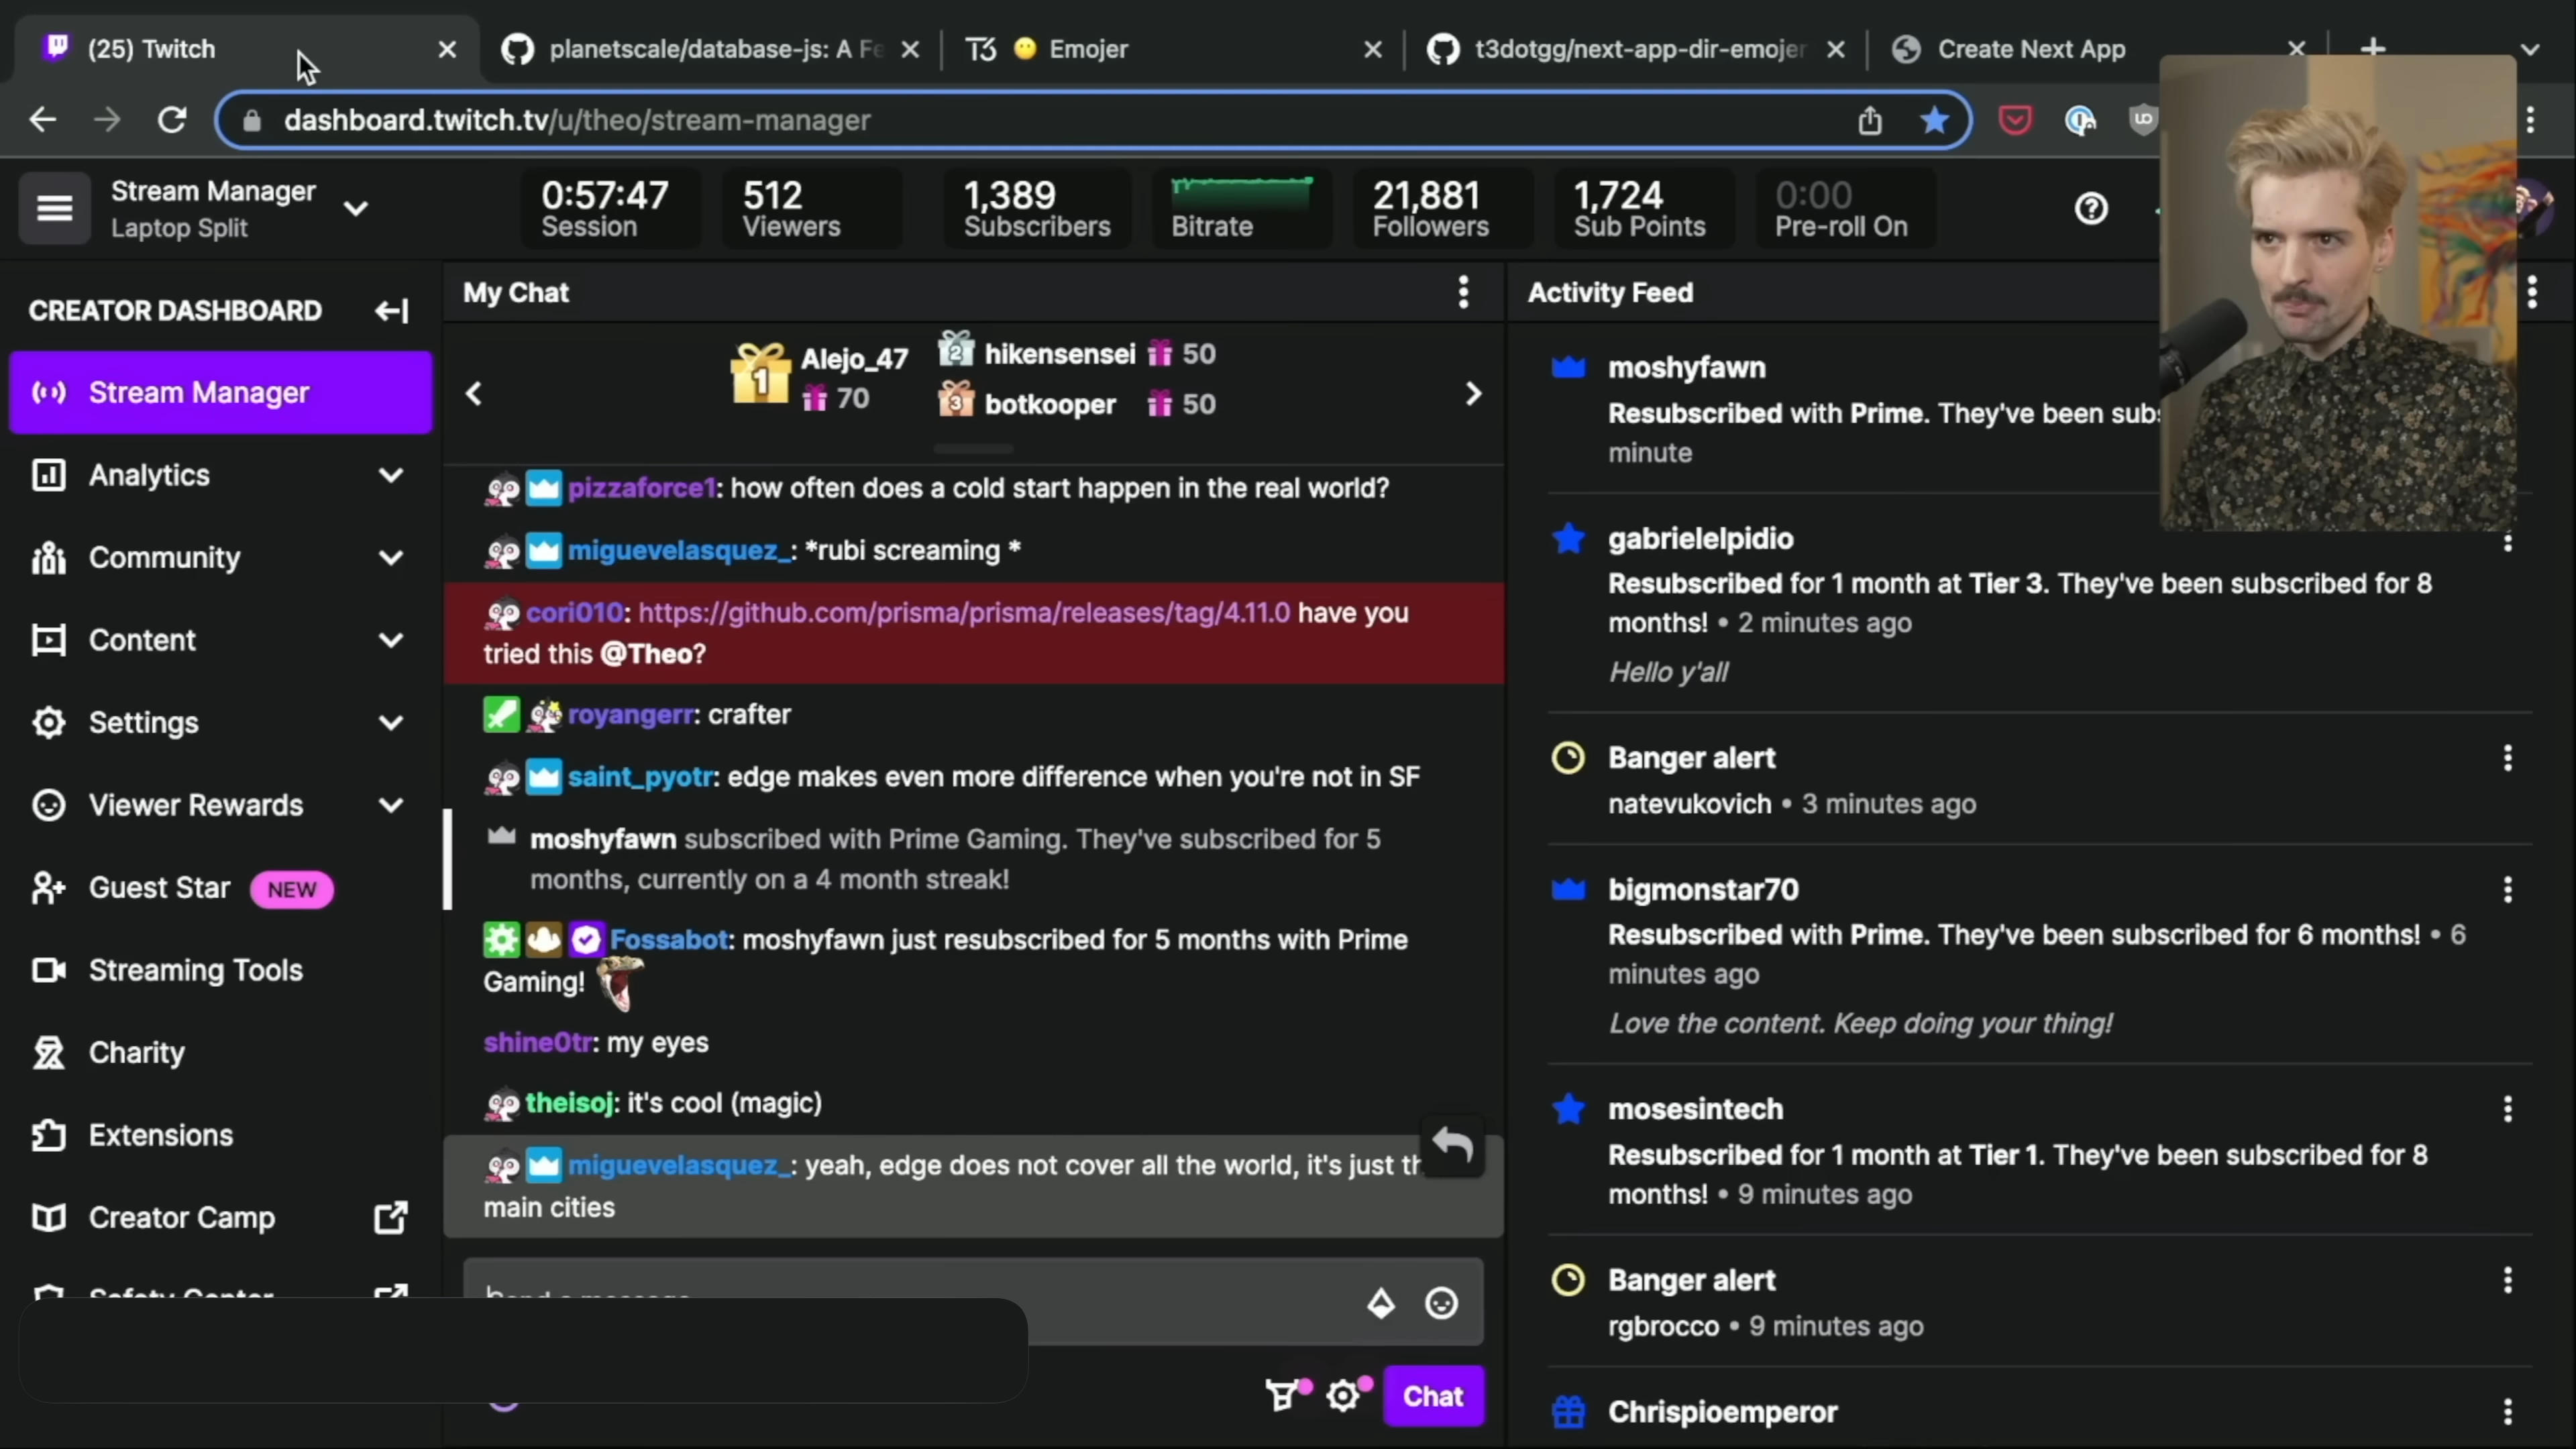 (25) Twitch
planetscale/database-js: A Fe
T3 Emojer
t3dotgg/next-app-dir-emojer
Create Next App
dashboard.twitch.tv/u/theo/stream-manager
Stream Manager
Laptop Split
0:57:47
Session
512
Viewers
1,389
Subscribers
Bitrate
21,881
Followers
1,724
Sub Points
0:00
Pre-roll On
CREATOR DASHBOARD
Stream Manager
Analytics
Community
Content
Settings
Viewer Rewards
Guest Star NEW
Streaming Tools
Charity
Extensions
Creator Camp
My Chat
1 Alejo_47
70
2 hikensensei 50
3 botkooper 50
pizzaforce1: how often does a cold start happen in the real world?
miguevelasquez_: *rubi screaming *
cori010: https://github.com/prisma/prisma/releases/tag/4.11.0 have you
tried this @Theo?
royangerr: crafter
saint_pyotr: edge makes even more difference when you're not in SF
moshyfawn subscribed with Prime Gaming. They've subscribed for 5
months, currently on a 4 month streak!
Fossabot: moshyfawn just resubscribed for 5 months with Prime
Gaming!
shine0tr: my eyes
theisoj: it's cool (magic)
miguevelasquez_: yeah, edge does not cover all the world, it's just th
main cities
Chat
Activity Feed
moshyfawn
Resubscribed with Prime. They've been subs
minute
gabrielelpidio
Resubscribed for 1 month at Tier 3. They've been subscribed for 8
months! • 2 minutes ago
Hello y'all
Banger alert
natevukovich • 3 minutes ago
bigmonstar70
Resubscribed with Prime. They've been subscribed for 6 months! • 6
minutes ago
Love the content. Keep doing your thing!
mosesintech
Resubscribed for 1 month at Tier 1. They've been subscribed for 8
months! • 9 minutes ago
Banger alert
rgbrocco • 9 minutes ago
Chrispioemperor